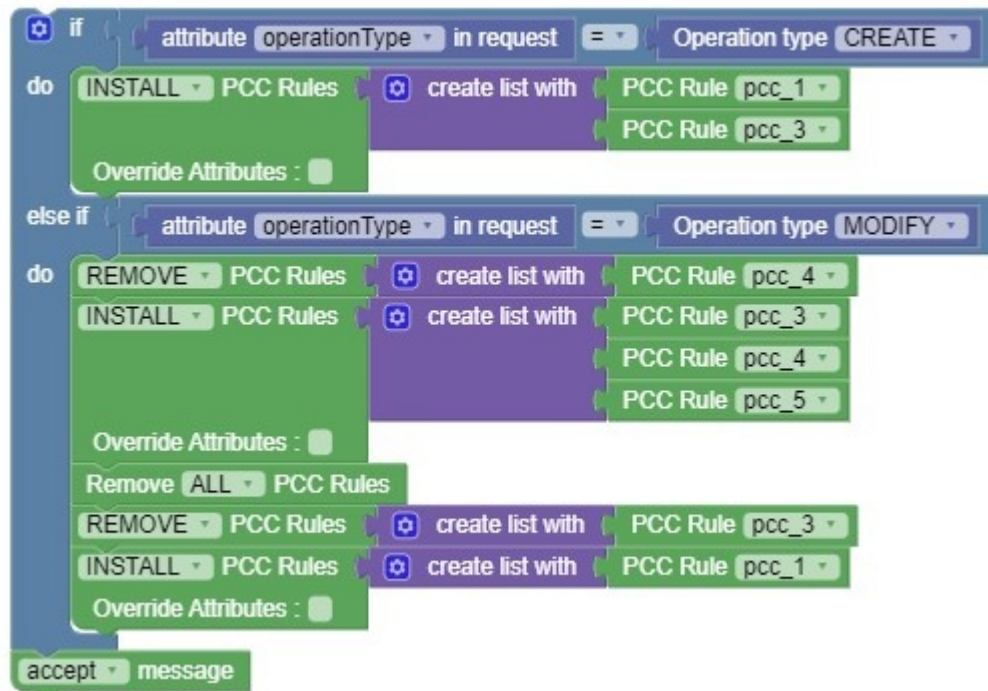 if attribute operationType in request = Operation type CREATE
do INSTALL PCC Rules create list with PCC Rule pcc_1
PCC Rule pcc_3
Override Attributes :
else if attribute operationType in request = Operation type MODIFY
do REMOVE PCC Rules create list with PCC Rule pcc_4
INSTALL PCC Rules create list with PCC Rule pcc_3
PCC Rule pcc_4
PCC Rule pcc_5
Override Attributes :
Remove ALL PCC Rules
REMOVE PCC Rules create list with PCC Rule pcc_3
INSTALL PCC Rules create list with PCC Rule pcc_1
Override Attributes :
accept message